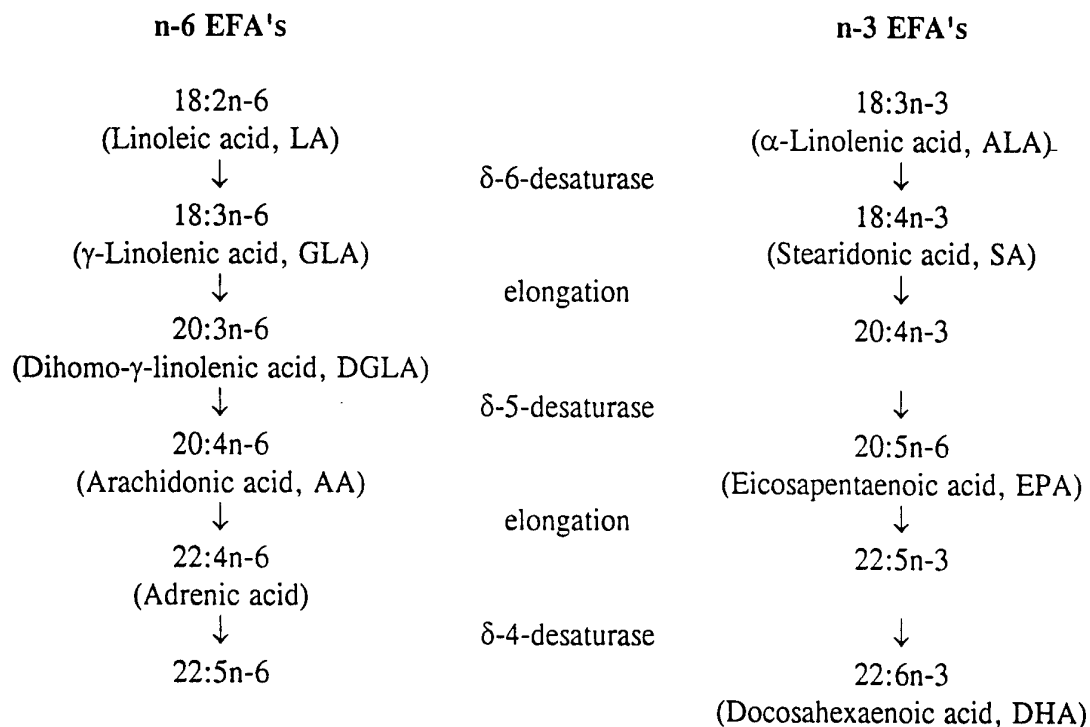 n-6 EFA's n-3 EFA's
18:2n-6 18:3n-3
(Linoleic acid, LA) (α-Linolenic acid, ALA)
↓ δ-6-desaturase ↓
18:3n-6 18:4n-3
(γ-Linolenic acid, GLA) (Stearidonic acid, SA)
↓ elongation ↓
20:3n-6 20:4n-3
(Dihomo-γ-linolenic acid, DGLA)
↓ δ-5-desaturase ↓
20:4n-6 20:5n-6
(Arachidonic acid, AA) (Eicosapentaenoic acid, EPA)
↓ elongation ↓
22:4n-6 22:5n-3
(Adrenic acid)
↓ δ-4-desaturase ↓
22:5n-6 22:6n-3
(Docosahexaenoic acid, DHA)